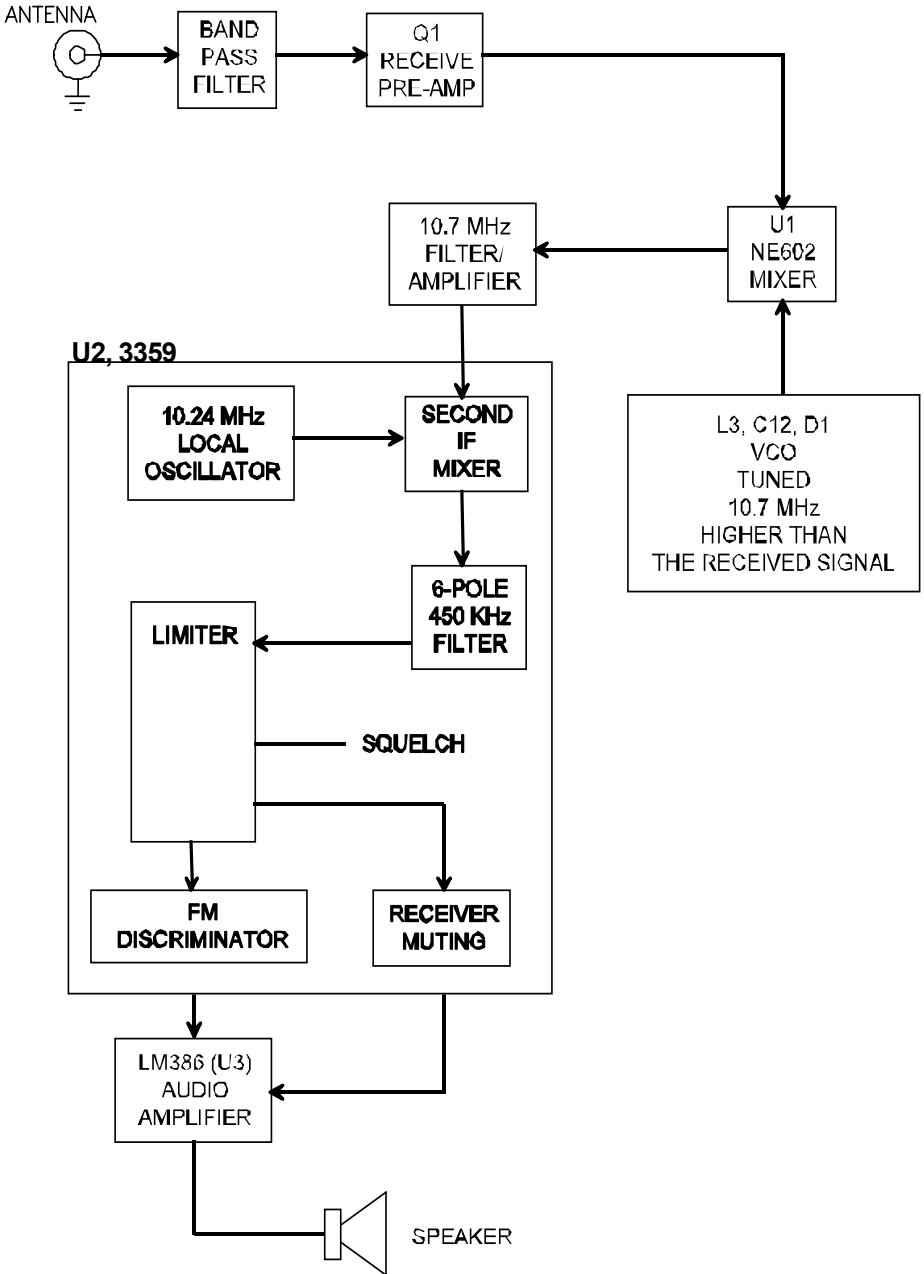 ANTENNA
BAND
PASS
FILTER
Q1
RECEIVE
PRE-AMP
10.7 MHz
FILTER/
AMPLIFIER
U1
NE602
MIXER
U2, 3359
10.24 MHz
LOCAL
OSCILLATOR
SECOND
IF
MIXER
L3, C12, D1
VCO
TUNED
10.7 MHz
HIGHER THAN
THE RECEIVED SIGNAL
6-POLE
450 KHz
FILTER
LIMITER
SQUELCH
FM
DISCRIMINATOR
RECEIVER
MUTING
LM386 (U3)
AUDIO
AMPLIFIER
SPEAKER